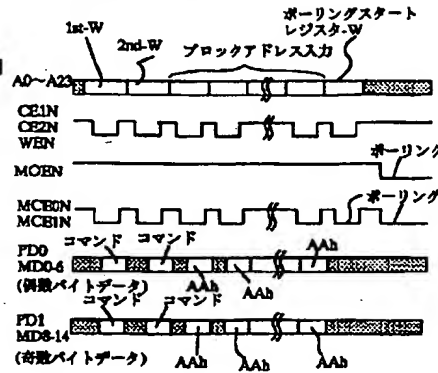 1st-W
2nd-W
ブロックアドレス入力
ポーリングスタート
レジスタ-W
A0～A23
CE1N
CE2N
WEN
MOEN
ポーリング
MCE0N
MCE1N
ポーリング
コマンド
コマンド
AAh
PD0
MD0-6
(偶数バイトデータ)
AAh
AAh
コマンド
コマンド
PD1
MD8-14
(奇数バイトデータ)
AAh
AAh
AAh